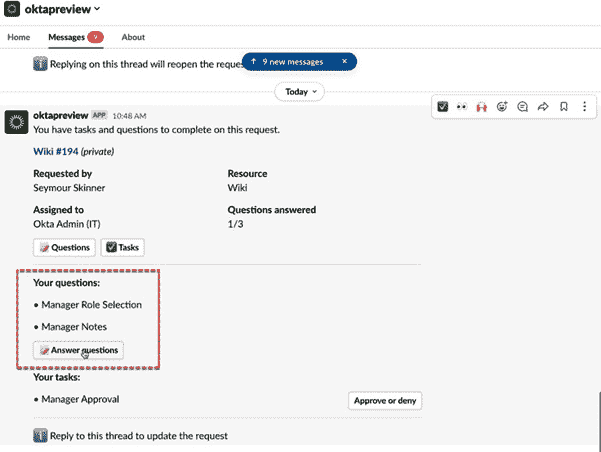 oktapreview
Home Messages 9 About
Replying on this thread will reopen the reque
9 new messages
Today
oktapreview APP 10:48 AM
You have tasks and questions to complete on this request.
Wiki #194 (private)
Requested by Resource
Seymour Skinner Wiki
Assigned to Questions answered
Okta Admin (IT) 1/3
Questions Tasks
Your questions:
• Manager Role Selection
• Manager Notes
Answer questions
Your tasks:
• Manager Approval Approve or deny
Reply to this thread to update the request